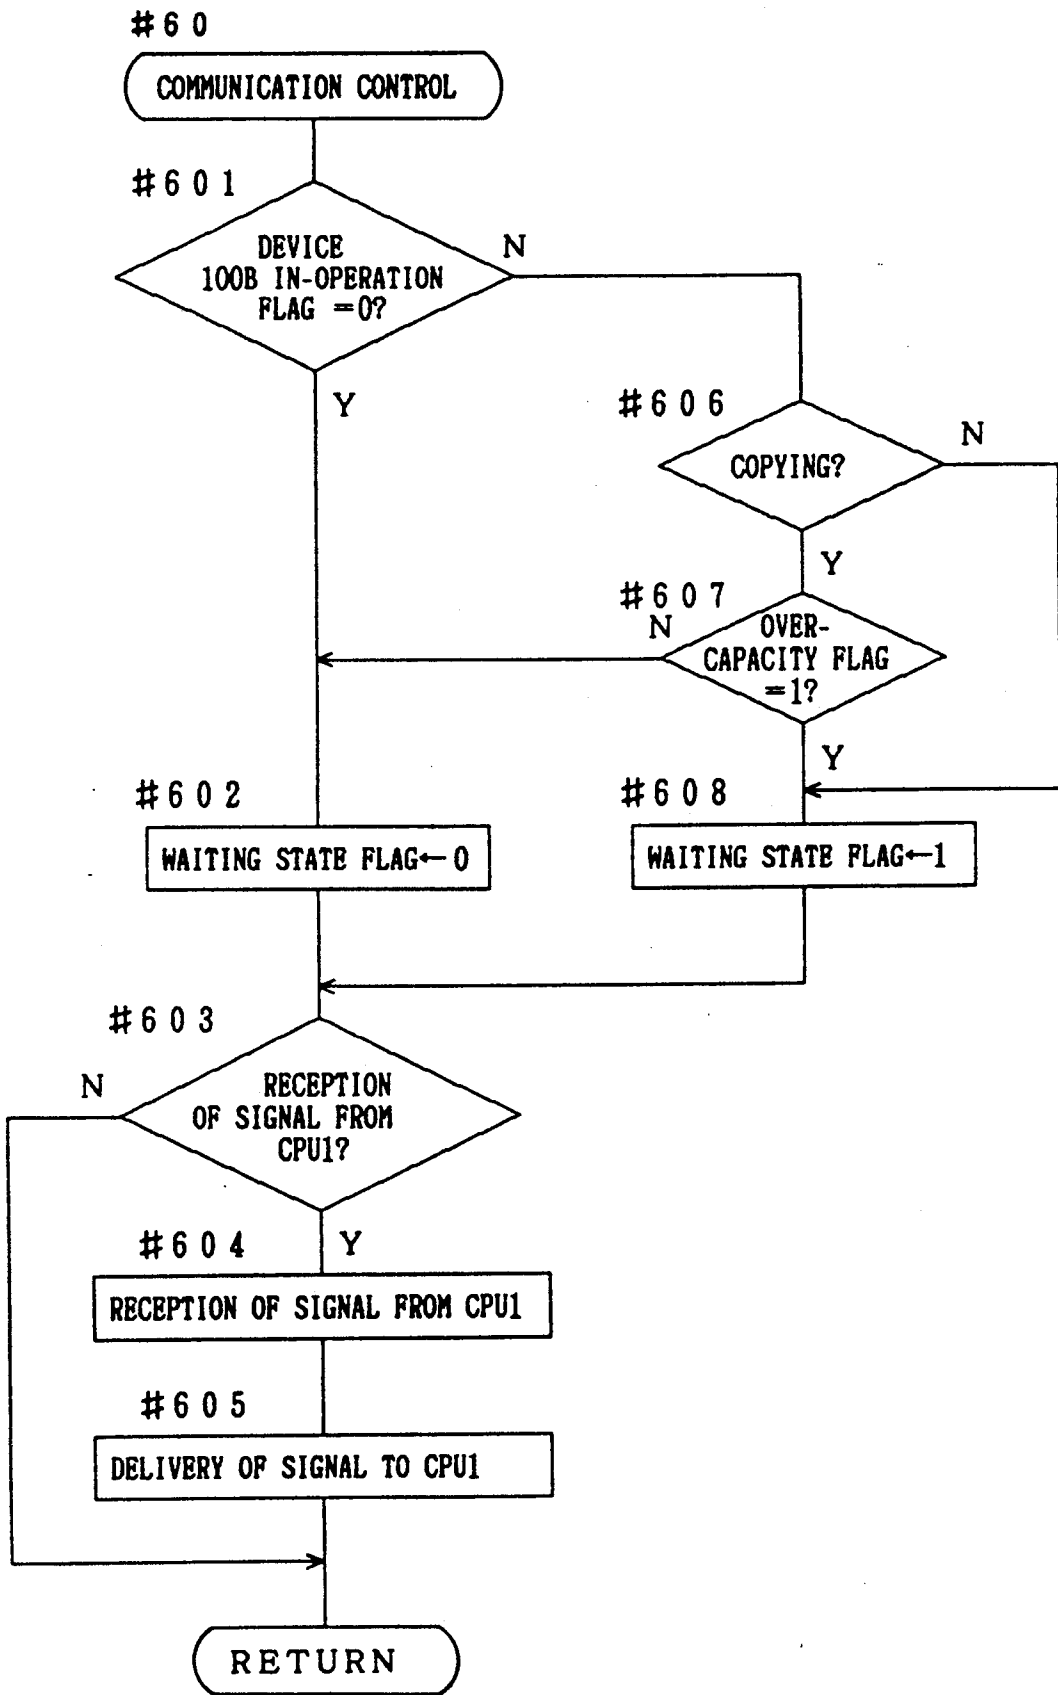 #60
COMMUNICATION CONTROL
#601
DEVICE
100B IN-OPERATION
FLAG =0?
N
Y
#606
COPYING?
N
Y
#607
N
OVER-
CAPACITY FLAG
=1?
Y
#602
WAITING STATE FLAG←0
#608
WAITING STATE FLAG←1
#603
N
RECEPTION
OF SIGNAL FROM
CPU1?
Y
#604
RECEPTION OF SIGNAL FROM CPU1
#605
DELIVERY OF SIGNAL TO CPU1
RETURN